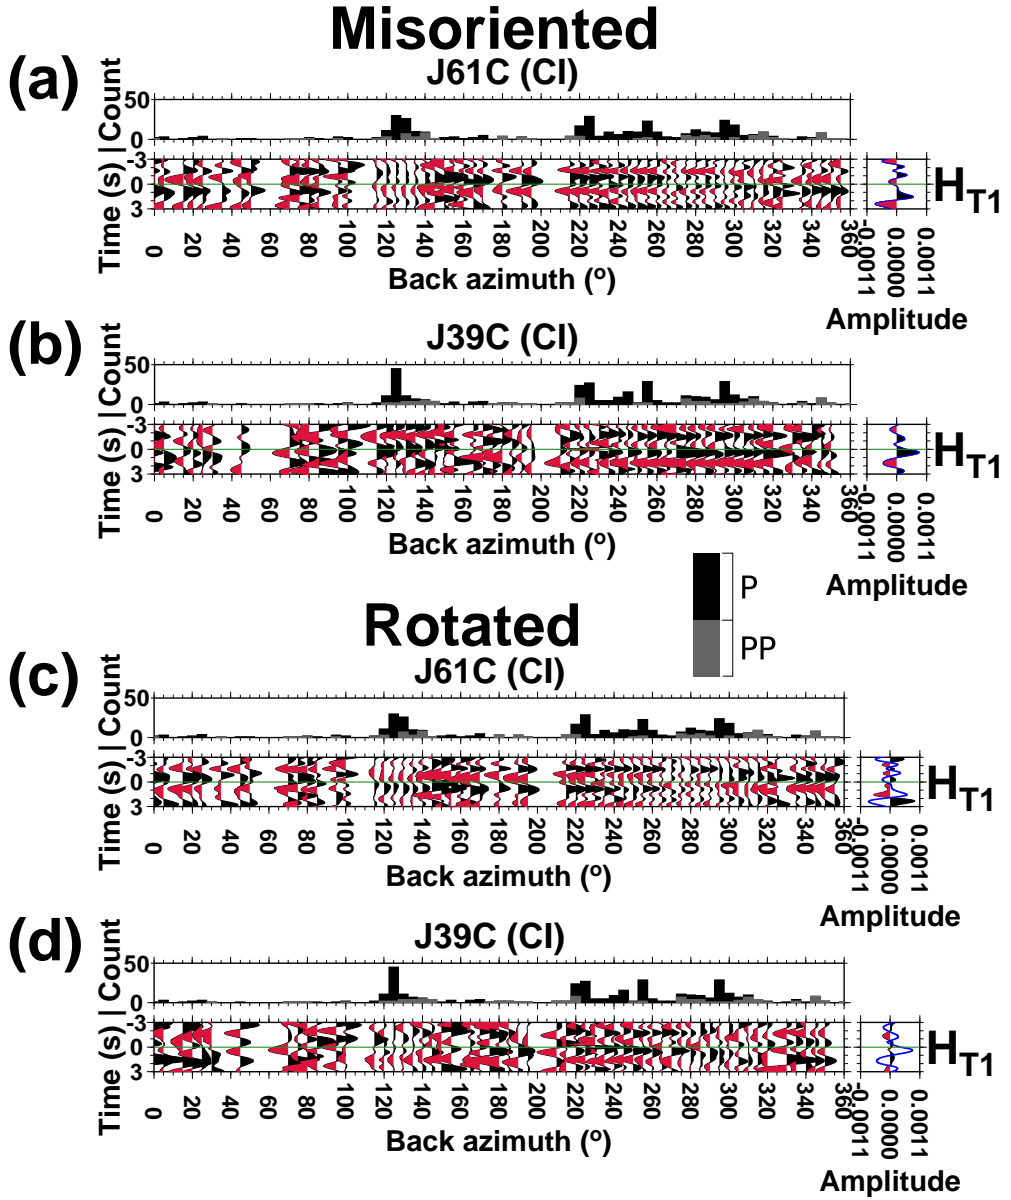 Misoriented
(a)
J61C (CI)
Time (s) | Count
50
0
-3
0
3
0 20 40 60 80 100 120 140 160 180 200 220 240 260 280 300 320 340 360
Back azimuth (º)
-0.0011 0.0000 0.0011
Amplitude
HT1
(b)
J39C (CI)
Time (s) | Count
50
0
-3
0
3
0 20 40 60 80 100 120 140 160 180 200 220 240 260 280 300 320 340 360
Back azimuth (º)
-0.0011 0.0000 0.0011
Amplitude
HT1
P
PP
Rotated
(c)
J61C (CI)
Time (s) | Count
50
0
-3
0
3
0 20 40 60 80 100 120 140 160 180 200 220 240 260 280 300 320 340 360
Back azimuth (º)
-0.0011 0.0000 0.0011
Amplitude
HT1
(d)
J39C (CI)
Time (s) | Count
50
0
-3
0
3
0 20 40 60 80 100 120 140 160 180 200 220 240 260 280 300 320 340 360
Back azimuth (º)
-0.0011 0.0000 0.0011
Amplitude
HT1